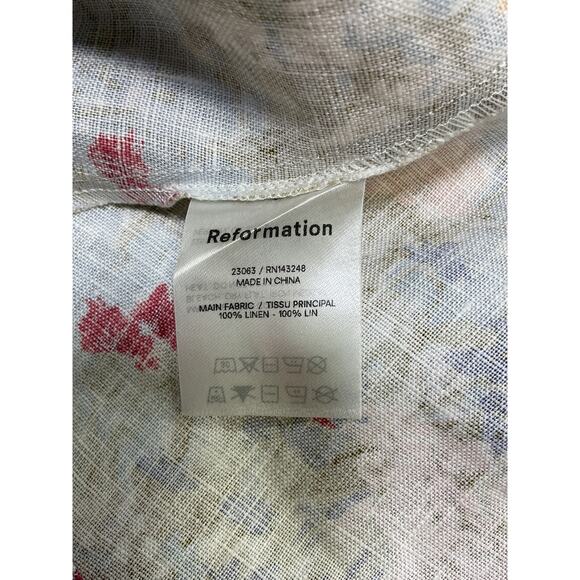 Reformation
23063 / RN143248
MADE IN CHINA
MAIN FABRIC / TISSU PRINCIPAL
100% LINEN - 100% LIN